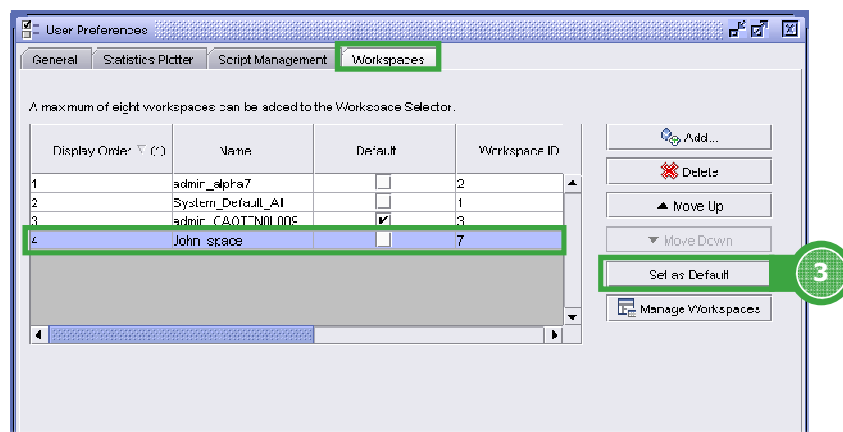 User Preferences
General Statistics Plotter Script Management Workspaces
A maximum of eight workspaces can be added to the Workspace Selector.
Display Order (1) Name Default Workspace ID
1 admin_alpha7 2
2 System_Default_All 1
3 3
4 John space 7
Add...
Delete
Move Up
Move Down
Set as Default
3
Manage Workspaces